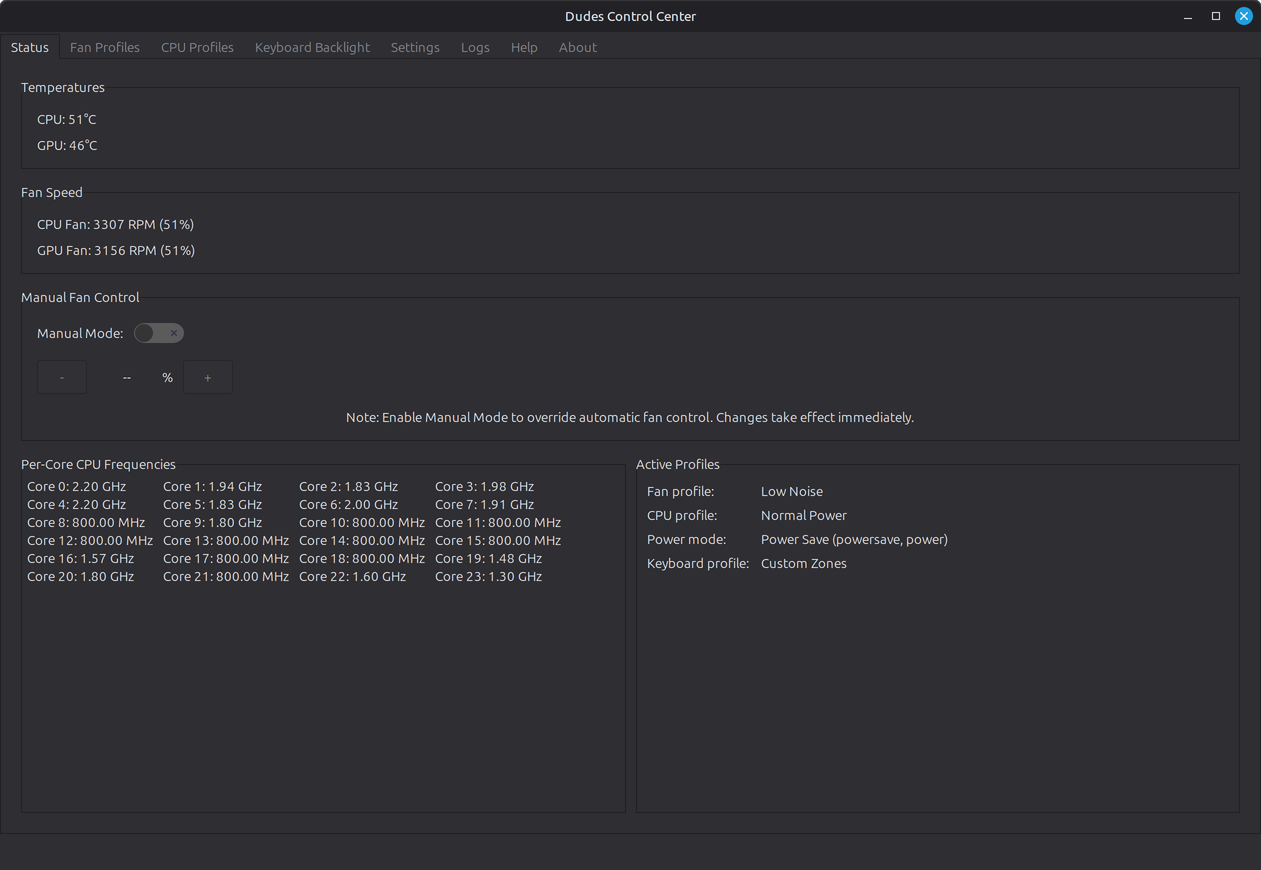 Dudes Control Center
Status Fan Profiles CPU Profiles Keyboard Backlight Settings Logs Help About
Temperatures
CPU: 51°C
GPU: 46°C
Fan Speed
CPU Fan: 3307 RPM (51%)
GPU Fan: 3156 RPM (51%)
Manual Fan Control
Manual Mode:
- -- % +
Note: Enable Manual Mode to override automatic fan control. Changes take effect immediately.
Per-Core CPU Frequencies
Core 0: 2.20 GHz Core 1: 1.94 GHz Core 2: 1.83 GHz Core 3: 1.98 GHz
Core 4: 2.20 GHz Core 5: 1.83 GHz Core 6: 2.00 GHz Core 7: 1.91 GHz
Core 8: 800.00 MHz Core 9: 1.80 GHz Core 10: 800.00 MHz Core 11: 800.00 MHz
Core 12: 800.00 MHz Core 13: 800.00 MHz Core 14: 800.00 MHz Core 15: 800.00 MHz
Core 16: 1.57 GHz Core 17: 800.00 MHz Core 18: 800.00 MHz Core 19: 1.48 GHz
Core 20: 1.80 GHz Core 21: 800.00 MHz Core 22: 1.60 GHz Core 23: 1.30 GHz
Active Profiles
Fan profile: Low Noise
CPU profile: Normal Power
Power mode: Power Save (powersave, power)
Keyboard profile: Custom Zones